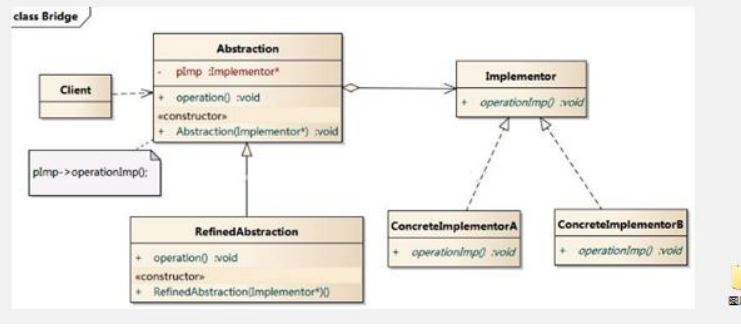 class Bridge
Abstraction
- pImp :Implementor*
+ operation() :void
«constructor»
+ Abstraction(Implementor*) :void
Client
Implementor
+ operationImp() :void
pImp->operationImp();
RefinedAbstraction
+ operation() :void
«constructor»
+ RefinedAbstraction(Implementor*)()
ConcreteImplementorA
+ operationImp() :void
ConcreteImplementorB
+ operationImp() :void